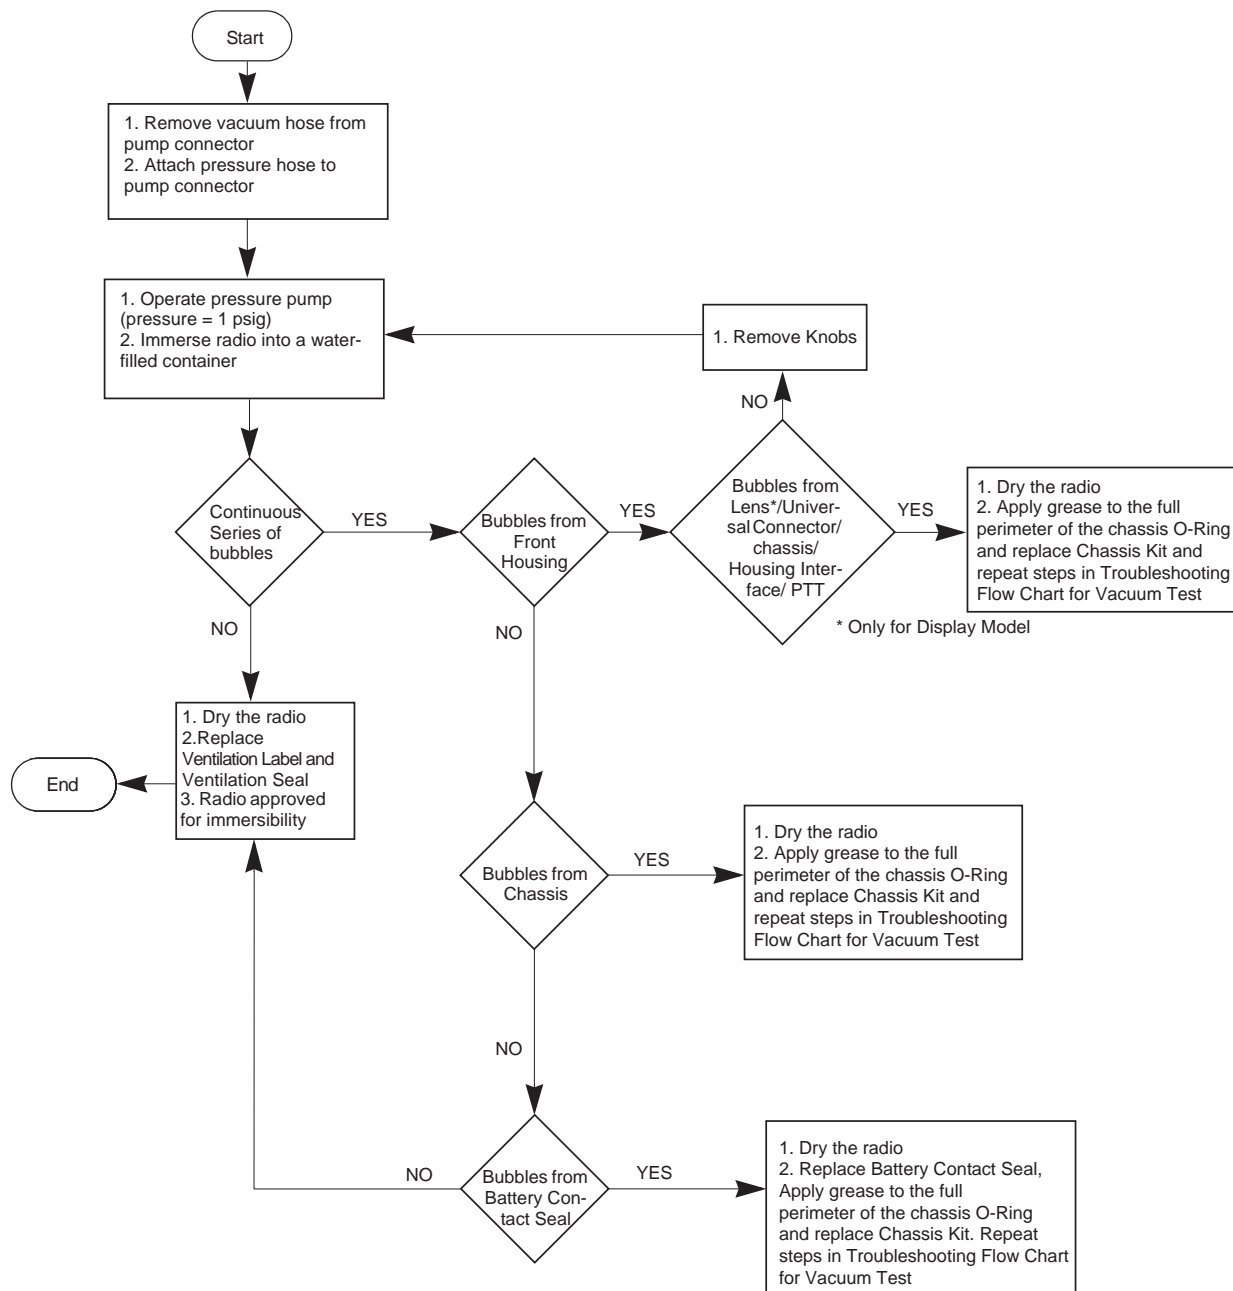 Start
1. Remove vacuum hose from
pump connector
2. Attach pressure hose to
pump connector
1. Operate pressure pump
(pressure = 1 psig)
2. Immerse radio into a water-
filled container
1. Remove Knobs
NO
Continuous
Series of
bubbles
YES
Bubbles from
Front
Housing
YES
Bubbles from
Lens*/Univer-
sal Connector/
chassis/
Housing Inter-
face/ PTT
YES
1. Dry the radio
2. Apply grease to the full
perimeter of the chassis O-Ring
and replace Chassis Kit and
repeat steps in Troubleshooting
Flow Chart for Vacuum Test
* Only for Display Model
NO
NO
1. Dry the radio
2.Replace
Ventilation Label and
Ventilation Seal
3. Radio approved
for immersibility
End
Bubbles from
Chassis
YES
1. Dry the radio
2. Apply grease to the full
perimeter of the chassis O-Ring
and replace Chassis Kit and
repeat steps in Troubleshooting
Flow Chart for Vacuum Test
NO
NO
Bubbles from
Battery Con-
tact Seal
YES
1. Dry the radio
2. Replace Battery Contact Seal,
Apply grease to the full
perimeter of the chassis O-Ring
and replace Chassis Kit. Repeat
steps in Troubleshooting Flow Chart
for Vacuum Test